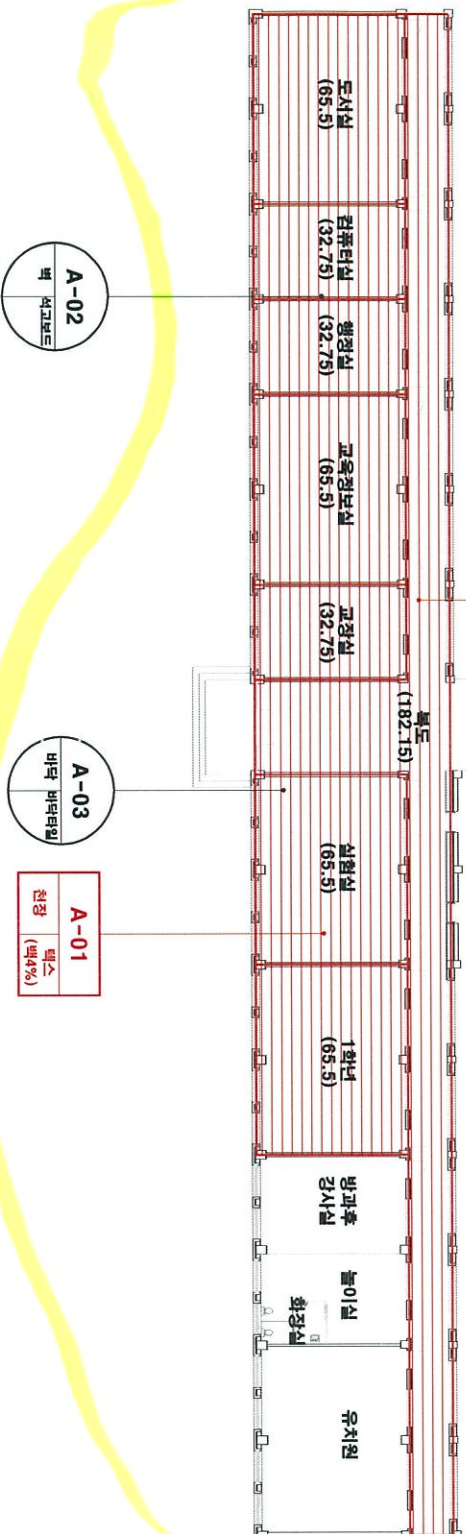 도서실
(65.5)
컴퓨터실
(32.75)
행정실
(32.75)
교육정보실
(65.5)
교장실
(32.75)
복도
(182.15)
실험실
(65.5)
1학년
(65.5)
방과후
강사실
놀이실
화장실
유치원
A-02
벽 석고보드
A-03
바닥 바닥타일
A-01
천장 텍스
(백4%)